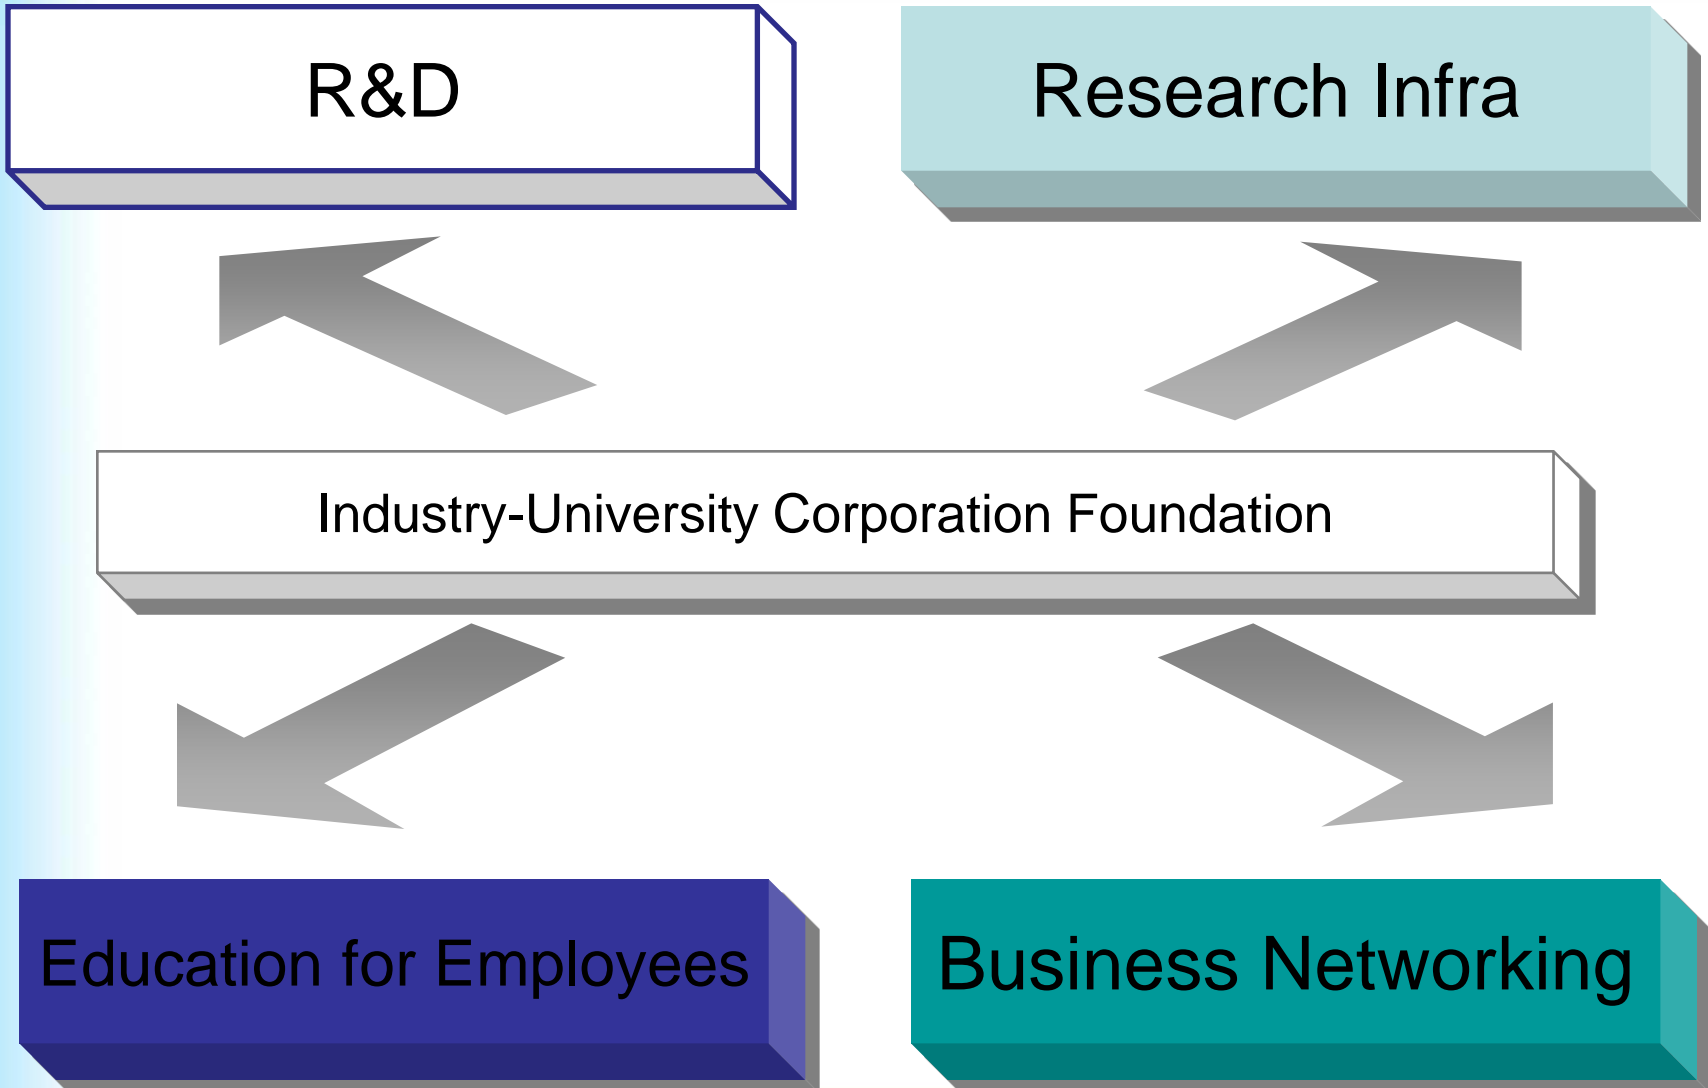 R&D
Research Infra
Industry-University Corporation Foundation
Education for Employees
Business Networking